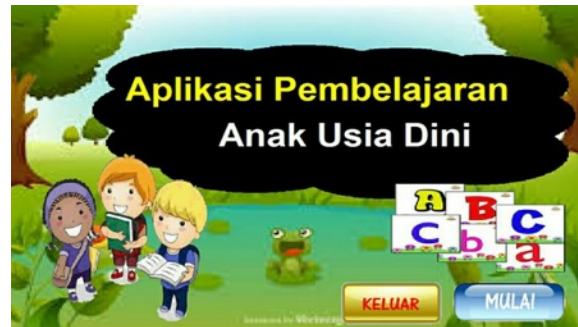 Aplikasi Pembelajaran
Anak Usia Dini
A B
C b C
a
KELUAR MULAI